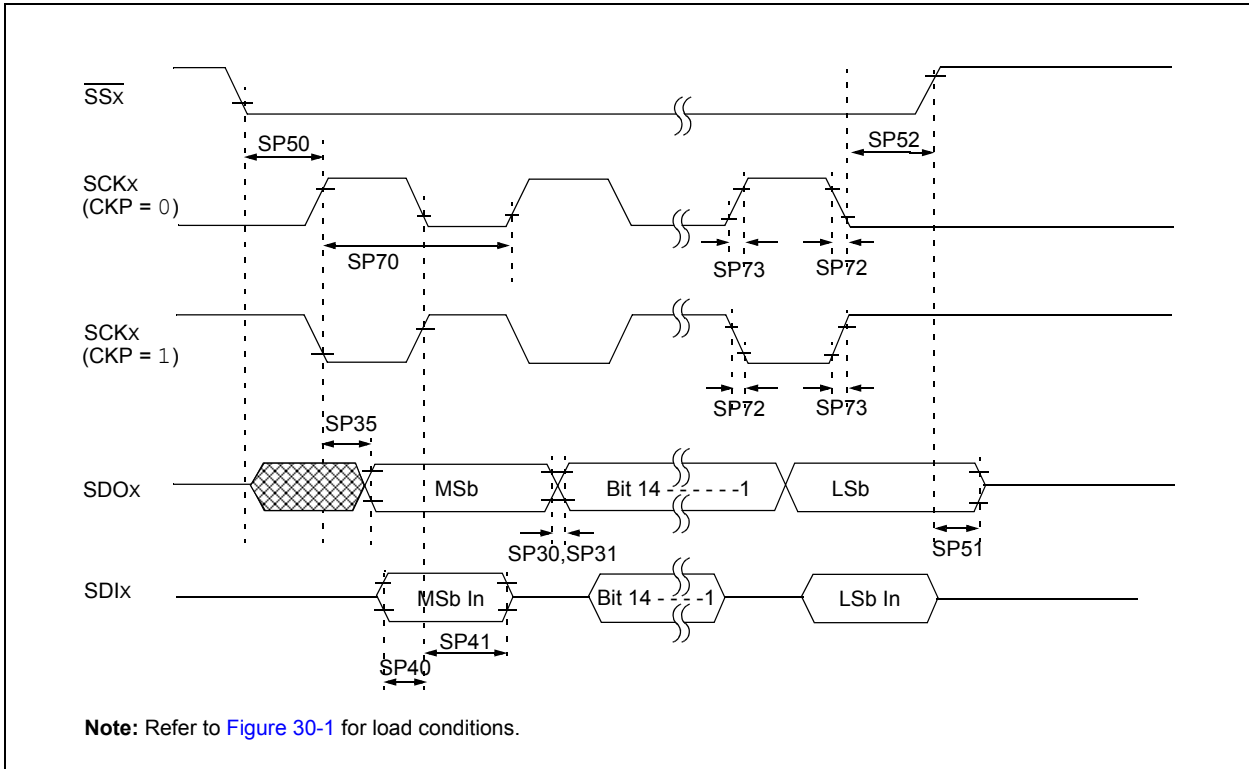 SSX
SP50
SP52
SCKX
(CKP = 0)
SP70
SP73
SP72
SCKX
(CKP = 1)
SP72
SP73
SP35
SDOX
MSb
Bit 14 - - - - - -1
LSb
SP30,SP31
SP51
SDIX
MSb In
Bit 14 - - - -1
LSb In
SP41
SP40
Note: Refer to Figure 30-1 for load conditions.